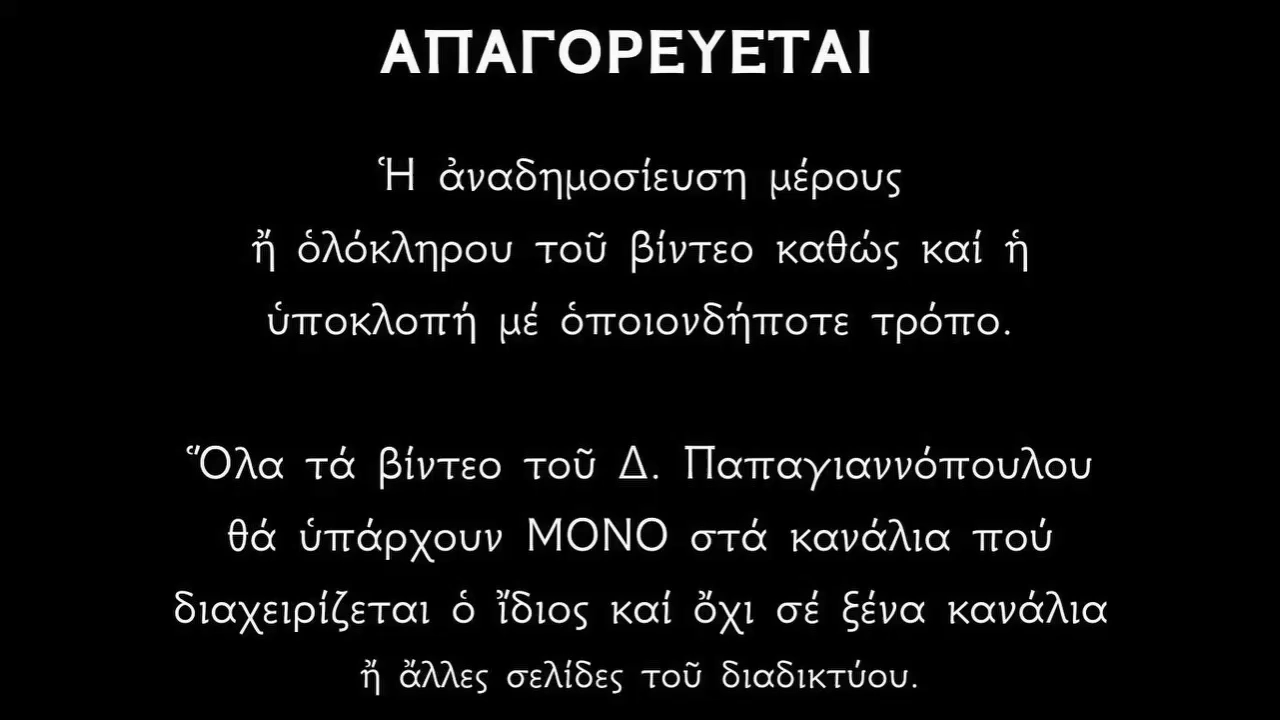 ΑΠΑΓΟΡΕΥΕΤΑΙ
Ἡ ἀναδημοσίευση μέρους
ἤ ὁλόκληρου τοῦ βίντεο καθώς καί ἡ
ὑποκλοπή μέ ὁποιονδήποτε τρόπο.
Ὅλα τά βίντεο τοῦ Δ. Παπαγιαννόπουλου
θά ὑπάρχουν ΜΟΝΟ στά κανάλια πού
διαχειρίζεται ὁ ἴδιος καί ὄχι σέ ξένα κανάλια
ἤ ἄλλες σελίδες τοῦ διαδικτύου.